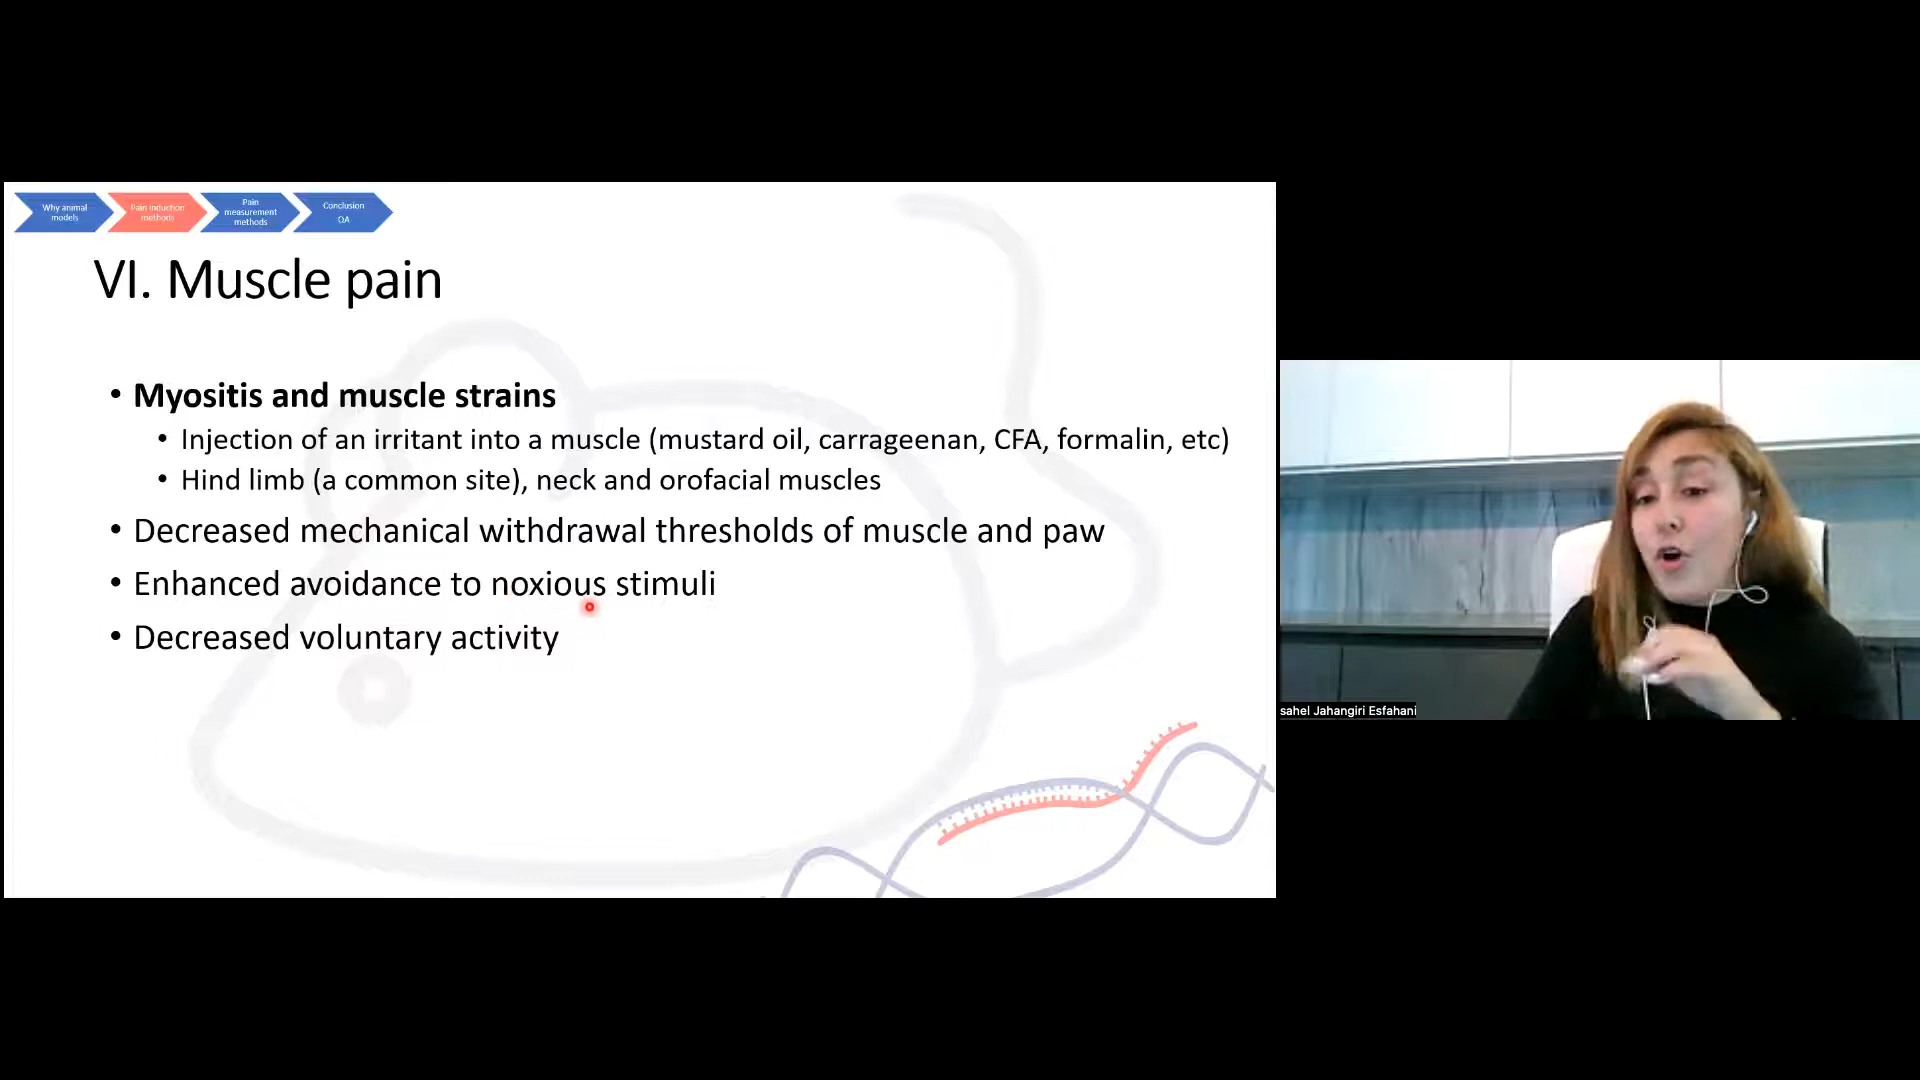 Why animal
models
Pain induction
methods
Pain
measurement
methods
Conclusion
QA
VI. Muscle pain
• Myositis and muscle strains
• Injection of an irritant into a muscle (mustard oil, carrageenan, CFA, formalin, etc)
• Hind limb (a common site), neck and orofacial muscles
• Decreased mechanical withdrawal thresholds of muscle and paw
• Enhanced avoidance to noxious stimuli
• Decreased voluntary activity
sahel Jahangiri Esfahani